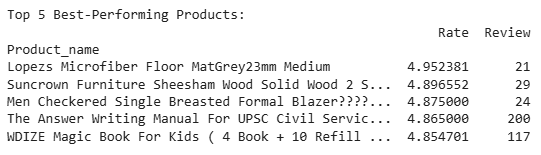 Top 5 Best-Performing Products:
Rate Review
Product_name
Lopezs Microfiber Floor MatGrey23mm Medium 4.952381 21
Suncrown Furniture Sheesham Wood Solid Wood 2 S... 4.896552 29
Men Checkered Single Breasted Formal Blazer????... 4.875000 24
The Answer Writing Manual For UPSC Civil Servic... 4.865000 200
WDIZE Magic Book For Kids ( 4 Book + 10 Refill ... 4.854701 117